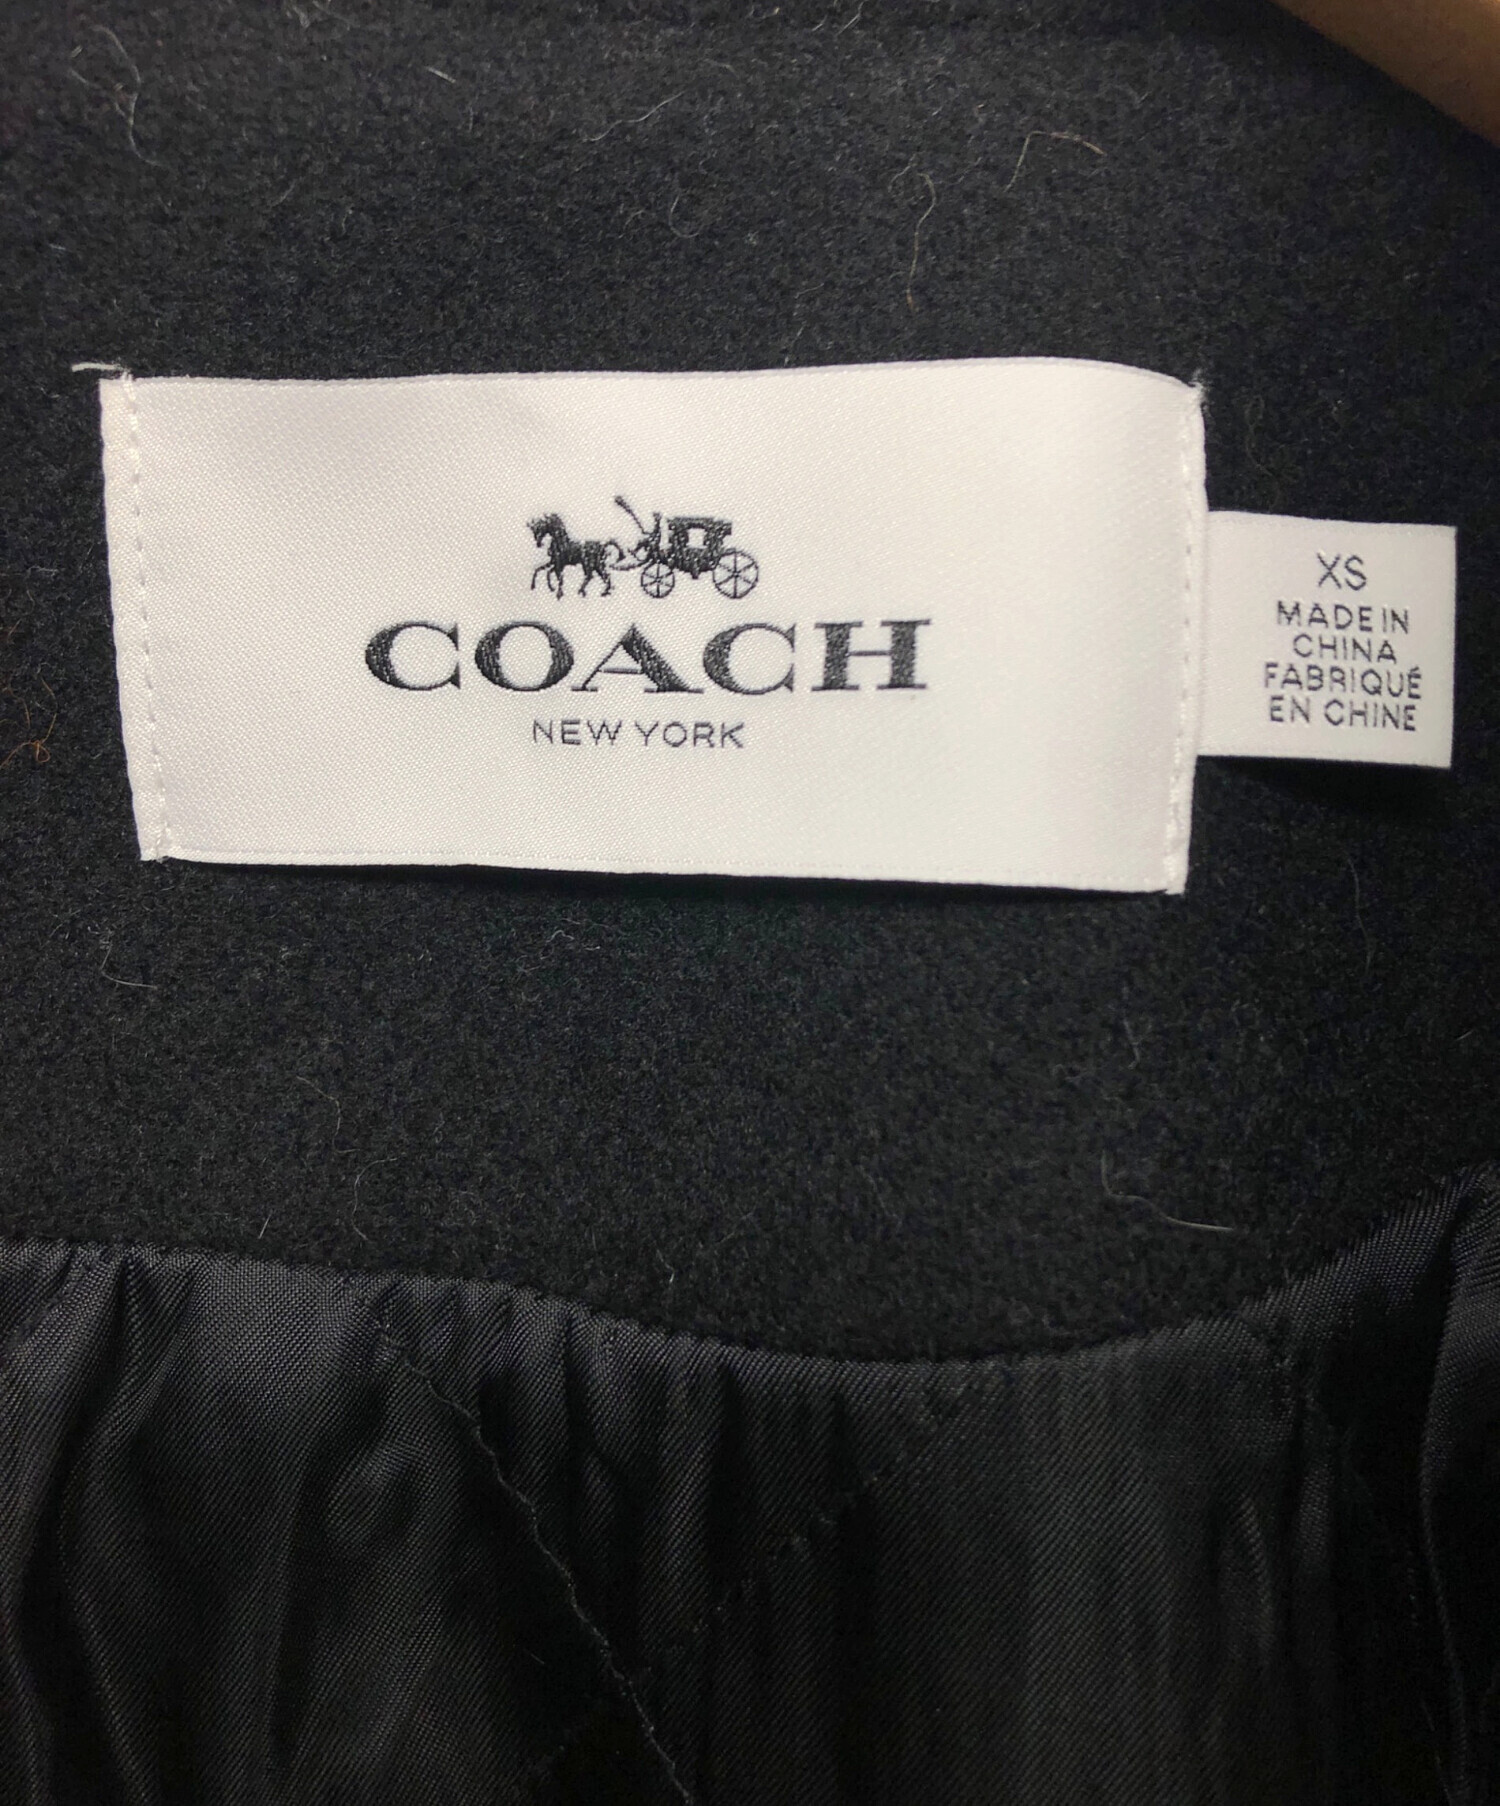 COACH
NEW YORK
XS
MADE IN
CHINA
FABRIQUÉ
EN CHINE